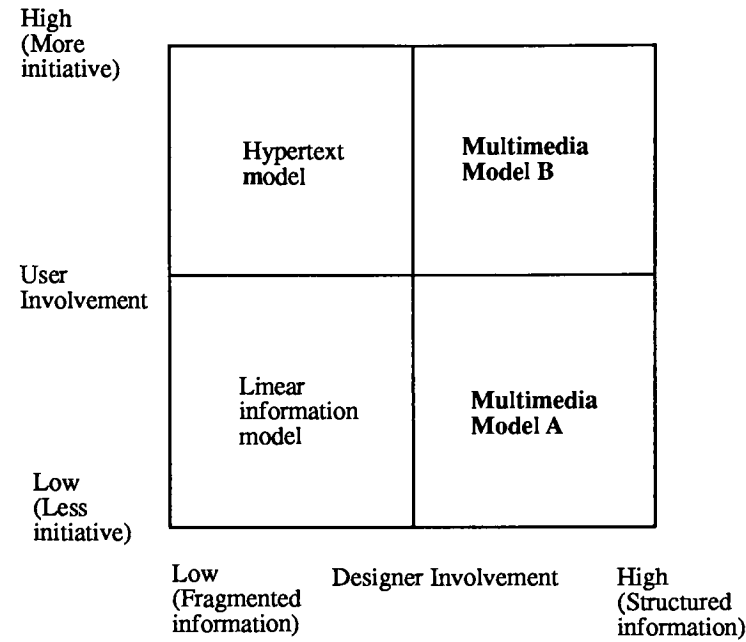 High
(More
initiative)
Hypertext
model
Multimedia
Model B
User
Involvement
Linear
information
model
Multimedia
Model A
Low
(Less
initiative)
Low
(Fragmented
information)
Designer Involvement
High
(Structured
information)